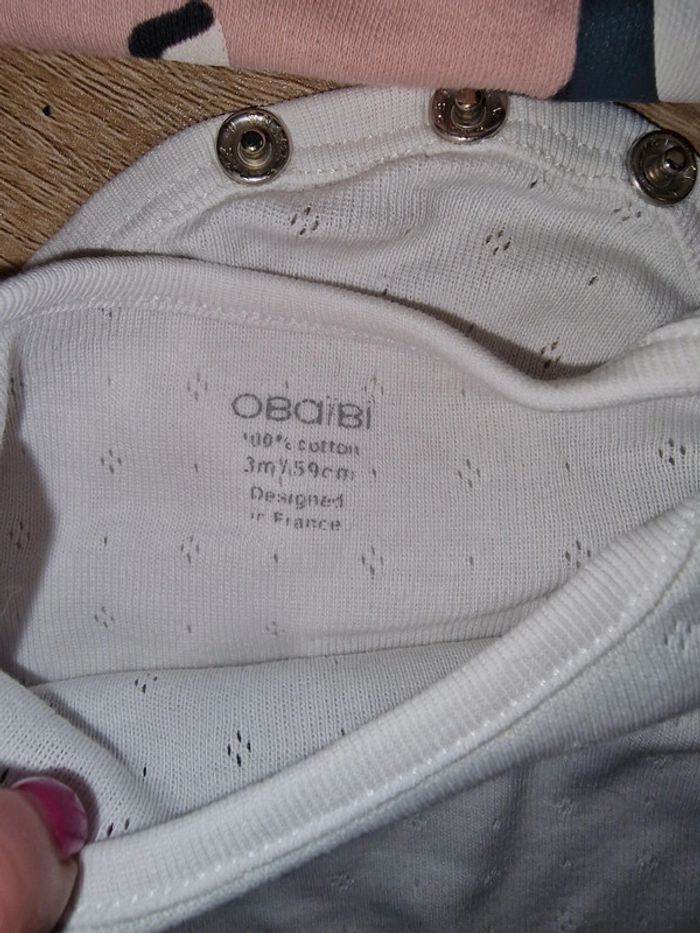 OBaïBi
100% cotton
3m/59cm
Designed
in France